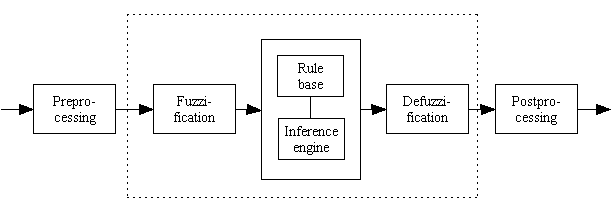 Prepro-
cessing
Fuzzi-
fication
Rule
base
Inference
engine
Defuzzi-
fication
Postpro-
cessing